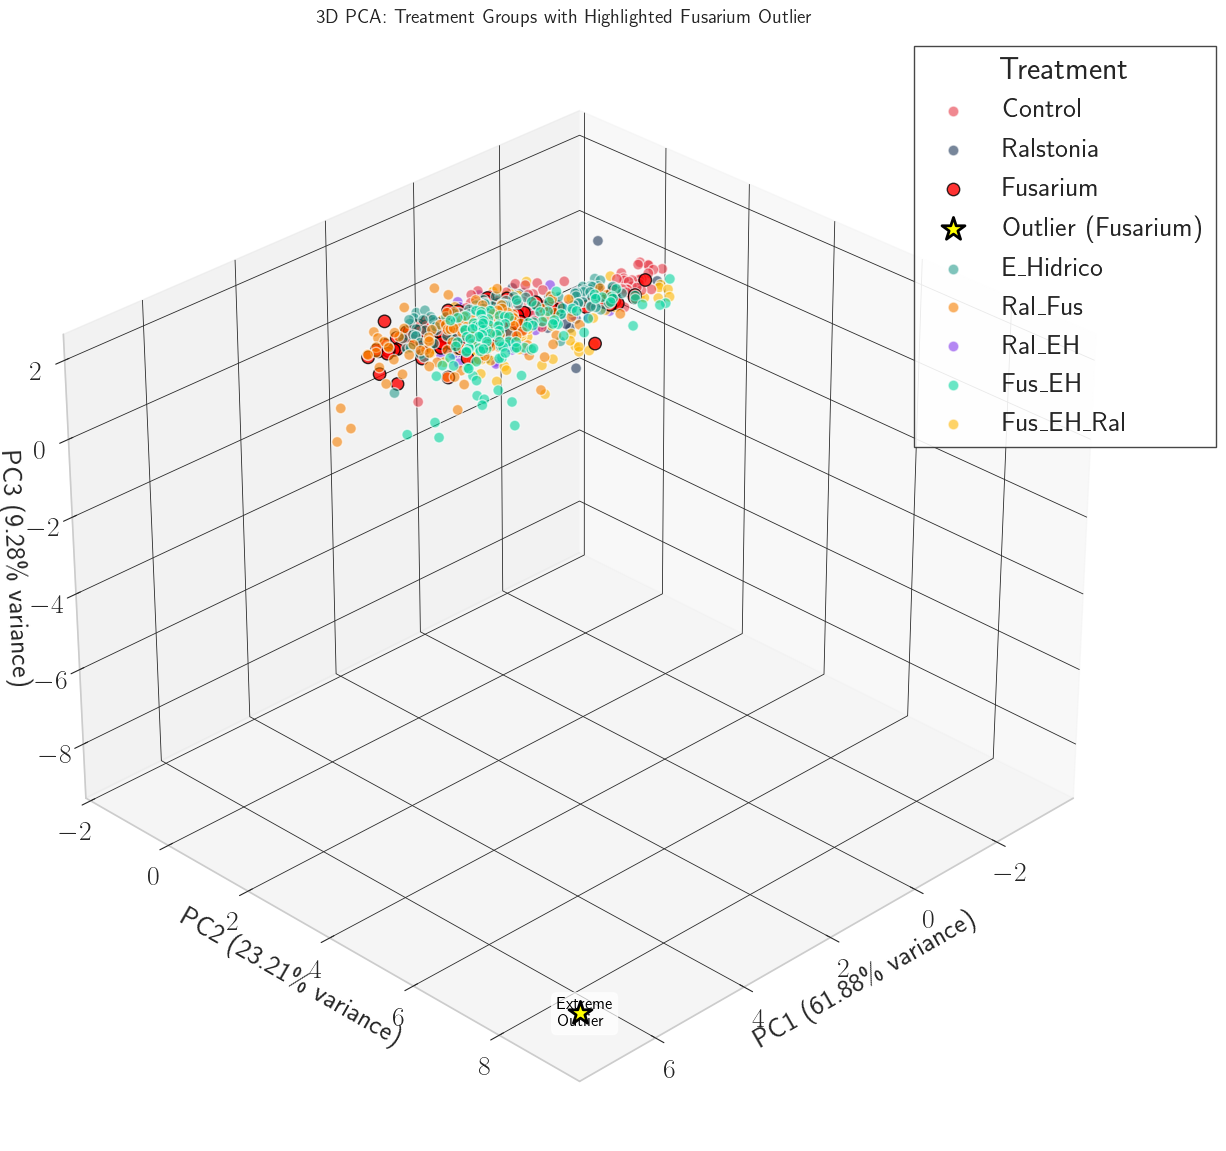 3D PCA: Treatment Groups with Highlighted Fusarium Outlier
Treatment
Control
Ralstonia
Fusarium
Outlier (Fusarium)
E_Hidrico
Ral_Fus
Ral_EH
Fus_EH
Fus_EH_Ral
2
0
−2
−4
−6
−8
PC3 (9.28% variance)
−2
0
2
4
6
8
PC2 (23.21% variance)
−2
0
2
4
6
PC1 (61.88% variance)
Extreme
Outlier